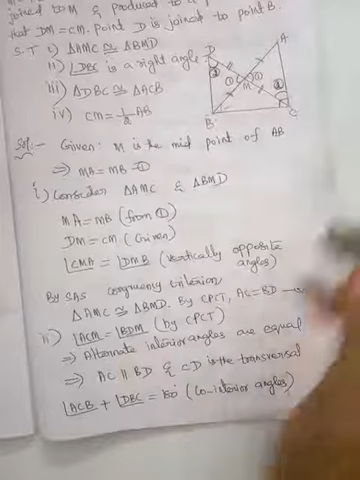 joined to M and produced to a p
that DM = CM. Point D is joined to point B.
S.T i) ΔAMC ≅ ΔBMD
ii) ∠DBC is a right angle
iii) ΔDBC ≅ ΔACB
iv) CM = 1/2 AB
D
A
M
B
C
Sol:- Given: M is the mid point of AB
⇒ MA = MB -①
i) Consider ΔAMC & ΔBMD
MA = MB (from ①)
DM = CM (Given)
∠CMA = ∠DMB (Vertically opposite angles)
By SAS congruency criterion
ΔAMC ≅ ΔBMD. By CPCT, AC = BD
ii) ∠ACM = ∠BDM (by CPCT)
⇒ Alternate interior angles are equal
⇒ AC || BD & CD is the transversal
∠ACB + ∠DBC = 180° (Co-interior angles)